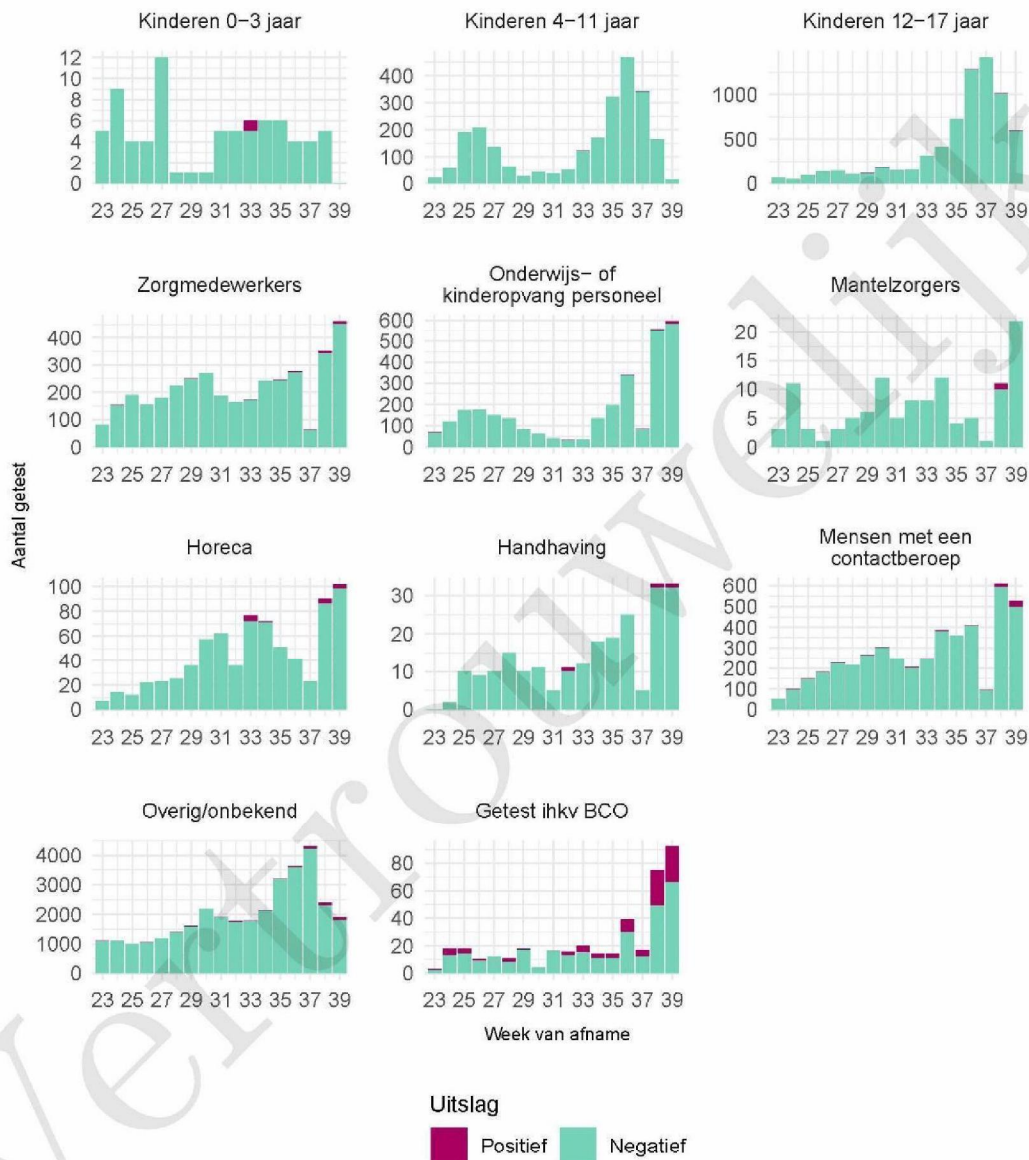 Kinderen 0−3 jaar
12
10
8
6
4
2
0
23 25 27 29 31 33 35 37 39
Kinderen 4−11 jaar
400
300
200
100
0
23 25 27 29 31 33 35 37 39
Kinderen 12−17 jaar
1000
500
0
23 25 27 29 31 33 35 37 39
Zorgmedewerkers
400
300
200
100
0
23 25 27 29 31 33 35 37 39
Onderwijs− of
kinderopvang personeel
600
500
400
300
200
100
0
23 25 27 29 31 33 35 37 39
Mantelzorgers
20
15
10
5
0
23 25 27 29 31 33 35 37 39
Aantal getest
Horeca
100
80
60
40
20
0
23 25 27 29 31 33 35 37 39
Handhaving
30
20
10
0
23 25 27 29 31 33 35 37 39
Mensen met een
contactberoep
600
500
400
300
200
100
0
23 25 27 29 31 33 35 37 39
Overig/onbekend
4000
3000
2000
1000
0
23 25 27 29 31 33 35 37 39
Getest ihkv BCO
80
60
40
20
0
23 25 27 29 31 33 35 37 39
Week van afname
Uitslag
Positief Negatief
Vertrouwelijk